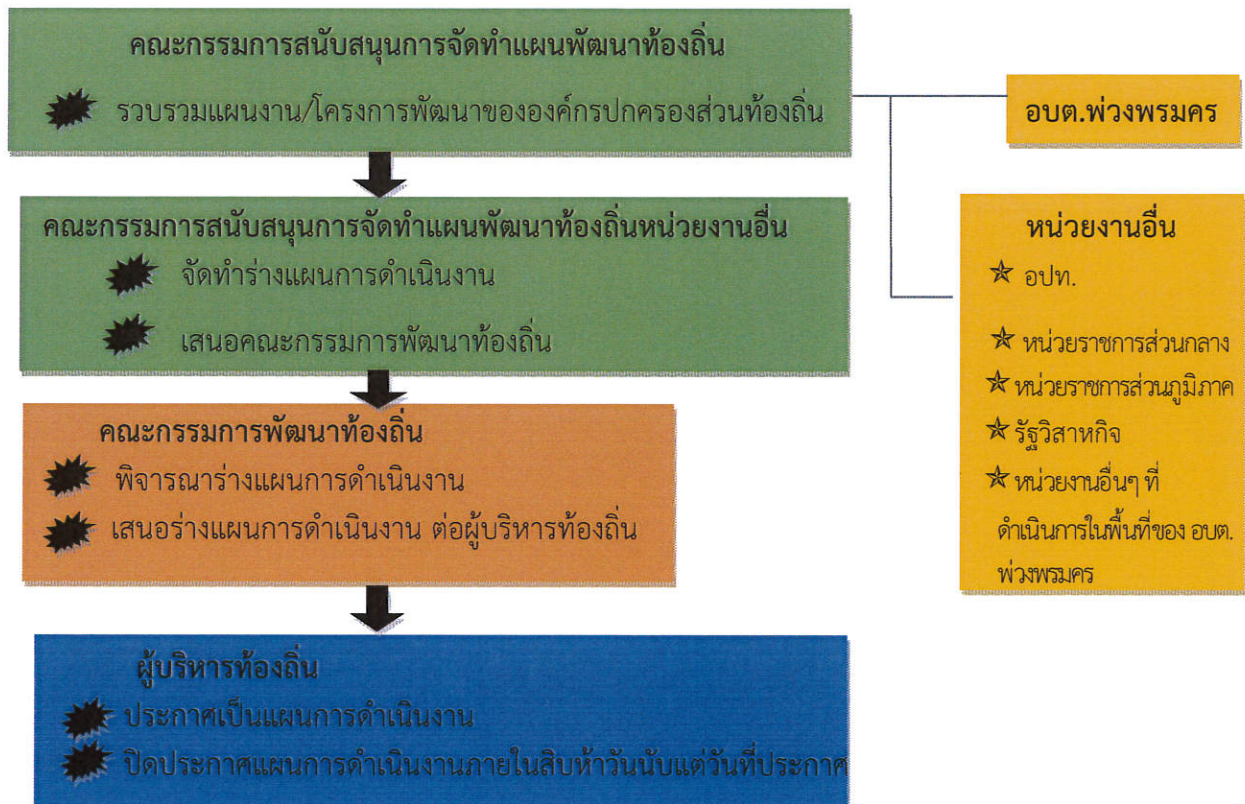 คณะกรรมการสนับสนุนการจัดทำแผนพัฒนาท้องถิ่น
รวบรวมแผนงาน/โครงการพัฒนาขององค์กรปกครองส่วนท้องถิ่น
อบต.พ่วงพรมคร
คณะกรรมการสนับสนุนการจัดทำแผนพัฒนาท้องถิ่นหน่วยงานอื่น
จัดทำร่างแผนการดำเนินงาน
เสนอคณะกรรมการพัฒนาท้องถิ่น
หน่วยงานอื่น
อปท.
หน่วยราชการส่วนกลาง
หน่วยราชการส่วนภูมิภาค
รัฐวิสาหกิจ
หน่วยงานอื่นๆ ที่
ดำเนินการในพื้นที่ของ อบต.
พ่วงพรมคร
คณะกรรมการพัฒนาท้องถิ่น
พิจารณาร่างแผนการดำเนินงาน
เสนอร่างแผนการดำเนินงาน ต่อผู้บริหารท้องถิ่น
ผู้บริหารท้องถิ่น
ประกาศเป็นแผนการดำเนินงาน
ปิดประกาศแผนการดำเนินงานภายในสิบห้าวันนับแต่วันที่ประกาศ